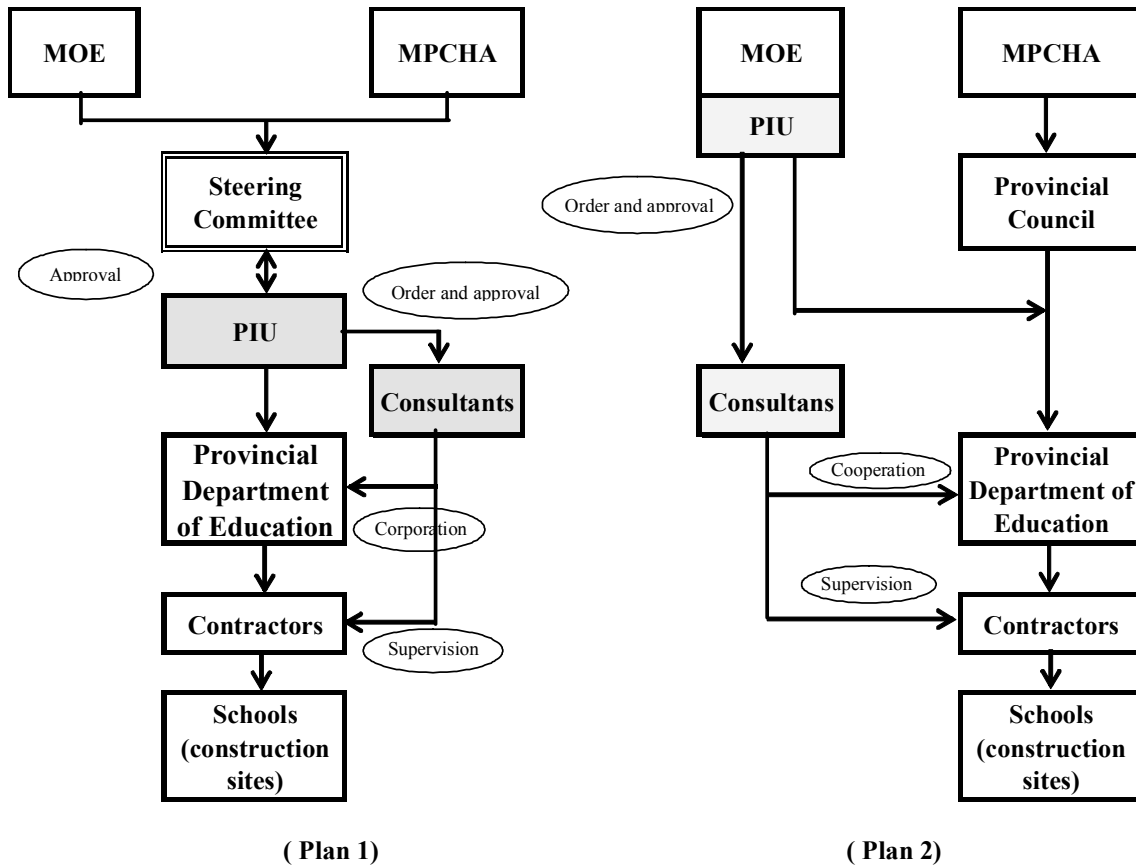 MOE
MPCHA
Steering
Committee
Approval
Order and approval
PIU
Consultants
Provincial
Department
of Education
Corporation
Contractors
Supervision
Schools
(construction
sites)
( Plan 1)
MOE
MPCHA
PIU
Order and approval
Provincial
Council
Consultans
Cooperation
Provincial
Department of
Education
Supervision
Contractors
Schools
(construction
sites)
( Plan 2)